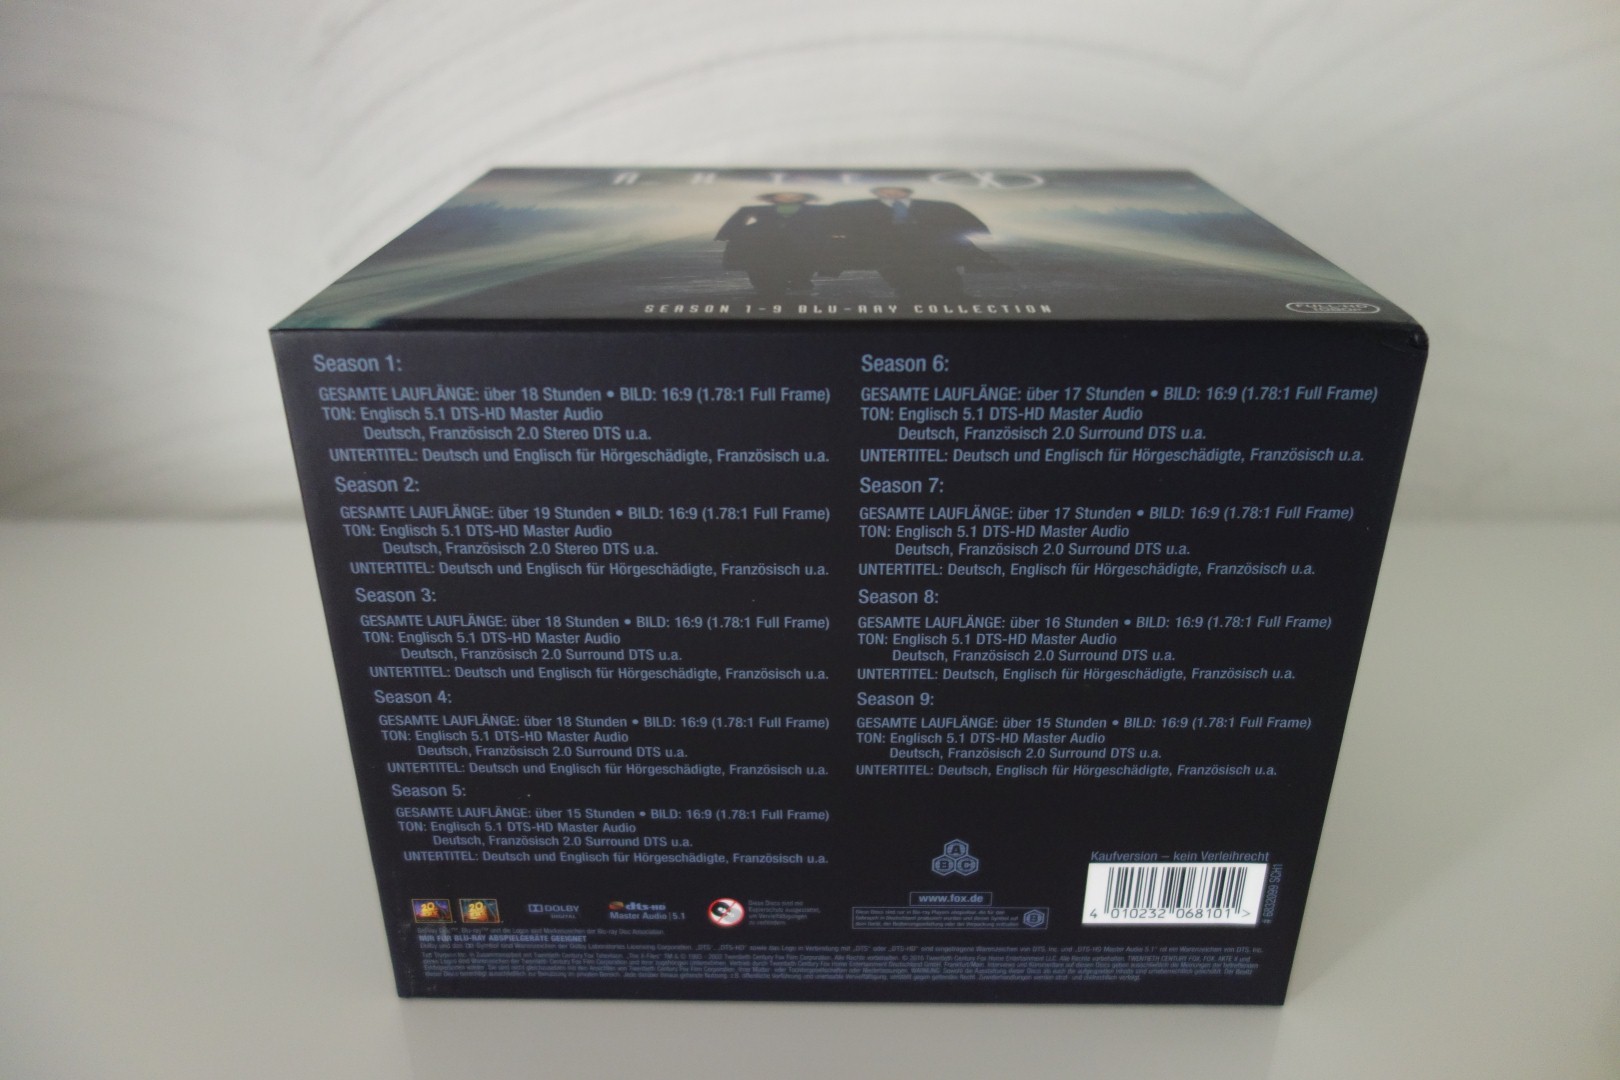 AKTE X
SEASON 1-9 BLU-RAY COLLECTION
FULL HD
1080P
Season 1:
GESAMTE LAUFLÄNGE: über 18 Stunden • BILD: 16:9 (1.78:1 Full Frame)
TON: Englisch 5.1 DTS-HD Master Audio
Deutsch, Französisch 2.0 Stereo DTS u.a.
UNTERTITEL: Deutsch und Englisch für Hörgeschädigte, Französisch u.a.
Season 2:
GESAMTE LAUFLÄNGE: über 19 Stunden • BILD: 16:9 (1.78:1 Full Frame)
TON: Englisch 5.1 DTS-HD Master Audio
Deutsch, Französisch 2.0 Stereo DTS u.a.
UNTERTITEL: Deutsch und Englisch für Hörgeschädigte, Französisch u.a.
Season 3:
GESAMTE LAUFLÄNGE: über 18 Stunden • BILD: 16:9 (1.78:1 Full Frame)
TON: Englisch 5.1 DTS-HD Master Audio
Deutsch, Französisch 2.0 Surround DTS u.a.
UNTERTITEL: Deutsch und Englisch für Hörgeschädigte, Französisch u.a.
Season 4:
GESAMTE LAUFLÄNGE: über 18 Stunden • BILD: 16:9 (1.78:1 Full Frame)
TON: Englisch 5.1 DTS-HD Master Audio
Deutsch, Französisch 2.0 Surround DTS u.a.
UNTERTITEL: Deutsch und Englisch für Hörgeschädigte, Französisch u.a.
Season 5:
GESAMTE LAUFLÄNGE: über 15 Stunden • BILD: 16:9 (1.78:1 Full Frame)
TON: Englisch 5.1 DTS-HD Master Audio
Deutsch, Französisch 2.0 Surround DTS u.a.
UNTERTITEL: Deutsch und Englisch für Hörgeschädigte, Französisch u.a.
Season 6:
GESAMTE LAUFLÄNGE: über 17 Stunden • BILD: 16:9 (1.78:1 Full Frame)
TON: Englisch 5.1 DTS-HD Master Audio
Deutsch, Französisch 2.0 Surround DTS u.a.
UNTERTITEL: Deutsch und Englisch für Hörgeschädigte, Französisch u.a.
Season 7:
GESAMTE LAUFLÄNGE: über 17 Stunden • BILD: 16:9 (1.78:1 Full Frame)
TON: Englisch 5.1 DTS-HD Master Audio
Deutsch, Französisch 2.0 Surround DTS u.a.
UNTERTITEL: Deutsch, Englisch für Hörgeschädigte, Französisch u.a.
Season 8:
GESAMTE LAUFLÄNGE: über 16 Stunden • BILD: 16:9 (1.78:1 Full Frame)
TON: Englisch 5.1 DTS-HD Master Audio
Deutsch, Französisch 2.0 Surround DTS u.a.
UNTERTITEL: Deutsch, Englisch für Hörgeschädigte, Französisch u.a.
Season 9:
GESAMTE LAUFLÄNGE: über 15 Stunden • BILD: 16:9 (1.78:1 Full Frame)
TON: Englisch 5.1 DTS-HD Master Audio
Deutsch, Französisch 2.0 Surround DTS u.a.
UNTERTITEL: Deutsch, Englisch für Hörgeschädigte, Französisch u.a.
A
B C
Kaufversion – kein Verleihrecht
4 010232 068101 >
www.fox.de
DOLBY
DIGITAL
dts-HD
Master Audio | 5.1
NUR FÜR BLU-RAY ABSPIELGERÄTE GEEIGNET